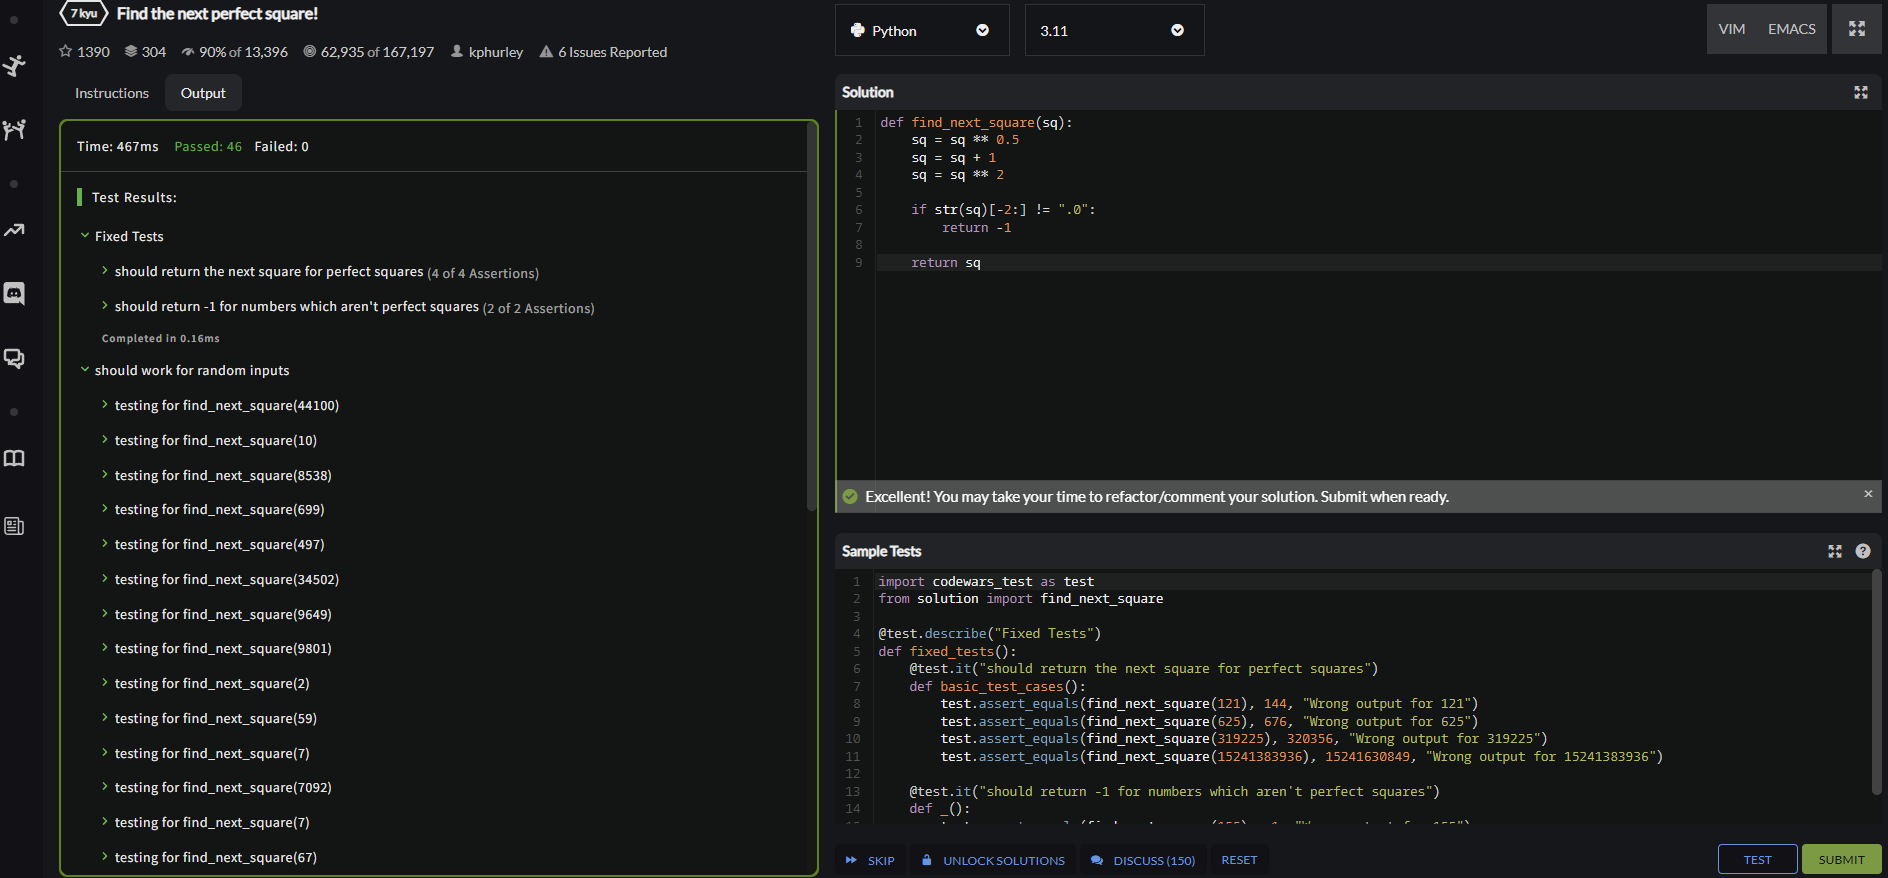 7 kyu Find the next perfect square!
1390 304 90% of 13,396 62,935 of 167,197 kphurley 6 Issues Reported
Instructions Output
Time: 467ms Passed: 46 Failed: 0
Test Results:
Fixed Tests
should return the next square for perfect squares (4 of 4 Assertions)
should return -1 for numbers which aren't perfect squares (2 of 2 Assertions)
Completed in 0.16ms
should work for random inputs
testing for find_next_square(44100)
testing for find_next_square(10)
testing for find_next_square(8538)
testing for find_next_square(699)
testing for find_next_square(497)
testing for find_next_square(34502)
testing for find_next_square(9649)
testing for find_next_square(9801)
testing for find_next_square(2)
testing for find_next_square(59)
testing for find_next_square(7)
testing for find_next_square(7092)
testing for find_next_square(7)
testing for find_next_square(67)
Python 3.11 VIM EMACS
Solution
1 def find_next_square(sq):
2     sq = sq ** 0.5
3     sq = sq + 1
4     sq = sq ** 2
5
6     if str(sq)[-2:] != ".0":
7         return -1
8
9     return sq
Excellent! You may take your time to refactor/comment your solution. Submit when ready. ×
Sample Tests ?
1 import codewars_test as test
2 from solution import find_next_square
3
4 @test.describe("Fixed Tests")
5 def fixed_tests():
6     @test.it("should return the next square for perfect squares")
7     def basic_test_cases():
8         test.assert_equals(find_next_square(121), 144, "Wrong output for 121")
9         test.assert_equals(find_next_square(625), 676, "Wrong output for 625")
10         test.assert_equals(find_next_square(319225), 320356, "Wrong output for 319225")
11         test.assert_equals(find_next_square(15241383936), 15241630849, "Wrong output for 15241383936")
12
13     @test.it("should return -1 for numbers which aren't perfect squares")
14     def _():
SKIP UNLOCK SOLUTIONS DISCUSS (150) RESET TEST SUBMIT